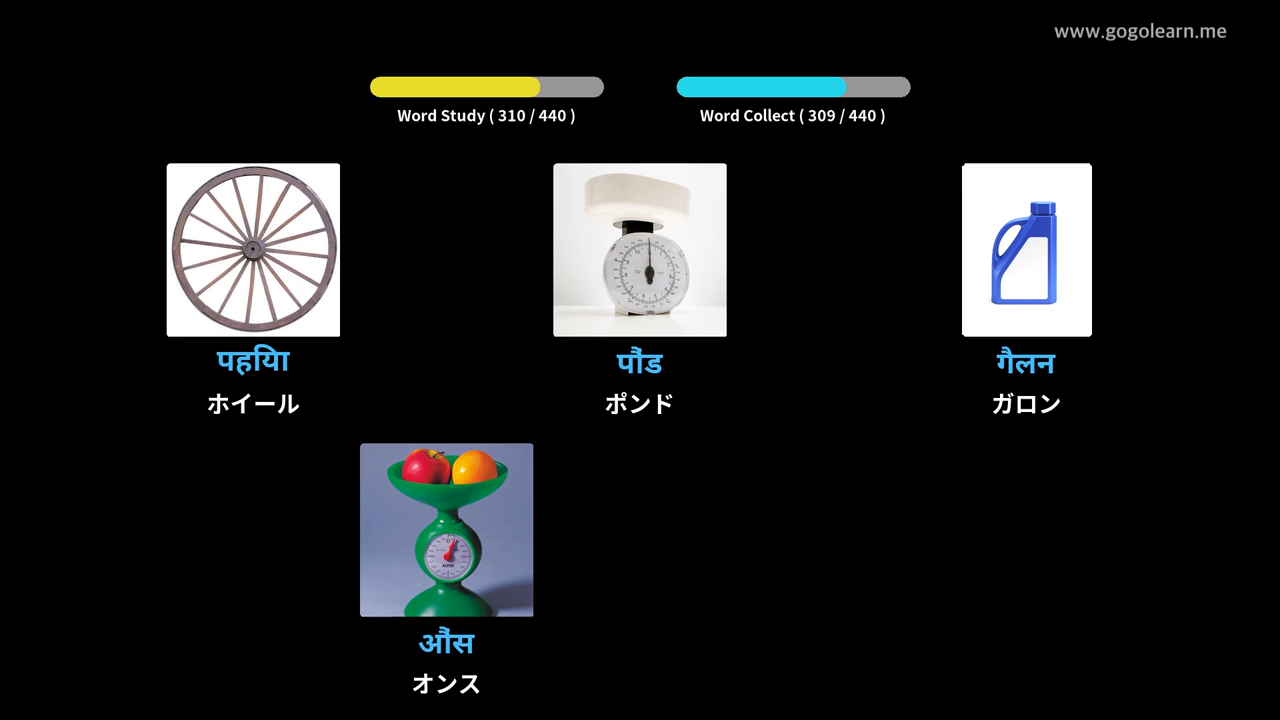 www.gogolearn.me
Word Study ( 310 / 440 )
Word Collect ( 309 / 440 )
पहिया
ホイール
पौंड
ポンド
गैलन
ガロン
औंस
オンス